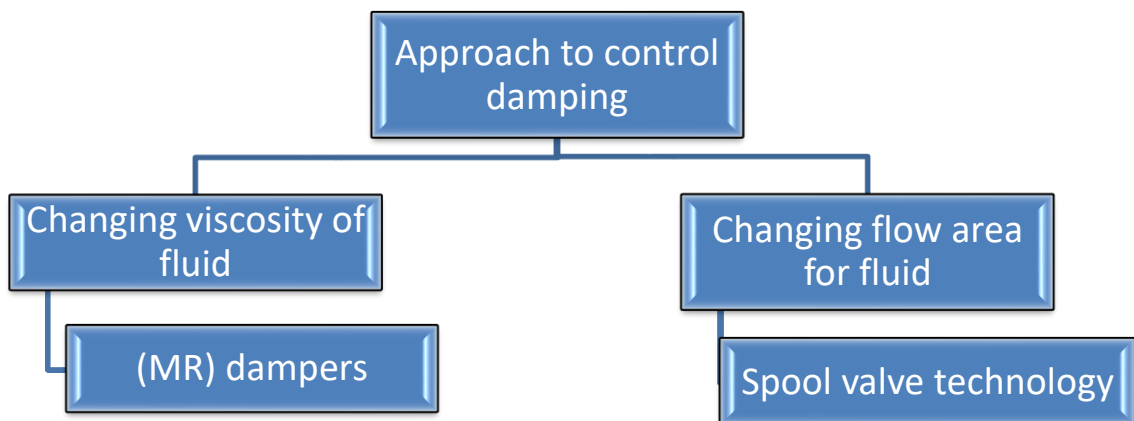 Approach to control
damping
Changing viscosity of
fluid
Changing flow area
for fluid
(MR) dampers
Spool valve technology